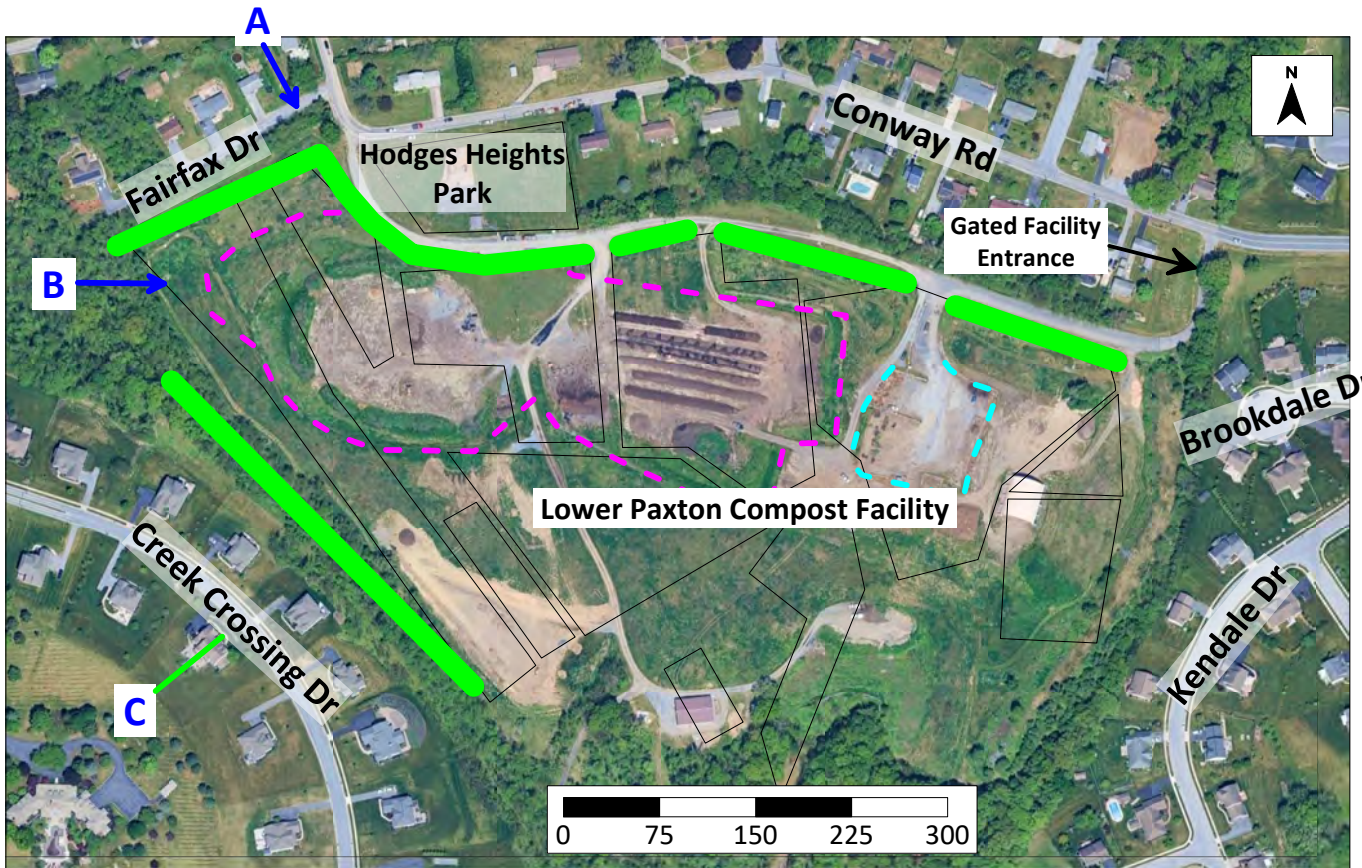 A
N
Fairfax Dr
Hodges Heights
Park
Conway Rd
Gated Facility
Entrance
B
Brookdale Dr
Lower Paxton Compost Facility
Creek Crossing Dr
Kendale Dr
C
0 75 150 225 300